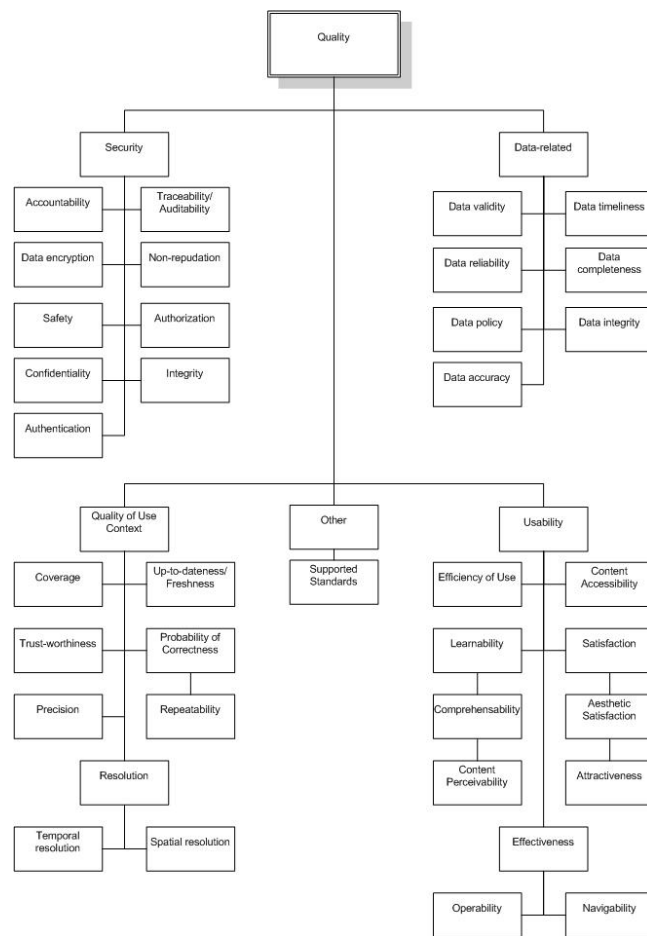 Quality
Security
Data-related
Accountability
Traceability/
Auditability
Data validity
Data timeliness
Data encryption
Non-repudation
Data reliability
Data
completeness
Safety
Authorization
Data policy
Data integrity
Confidentiality
Integrity
Data accuracy
Authentication
Quality of Use
Context
Other
Usability
Coverage
Up-to-dateness/
Freshness
Supported
Standards
Efficiency of Use
Content
Accessibility
Trust-worthiness
Probability of
Correctness
Learnability
Satisfaction
Precision
Repeatability
Comprehensability
Aesthetic
Satisfaction
Resolution
Content
Perceivability
Attractiveness
Temporal
resolution
Spatial resolution
Effectiveness
Operability
Navigability